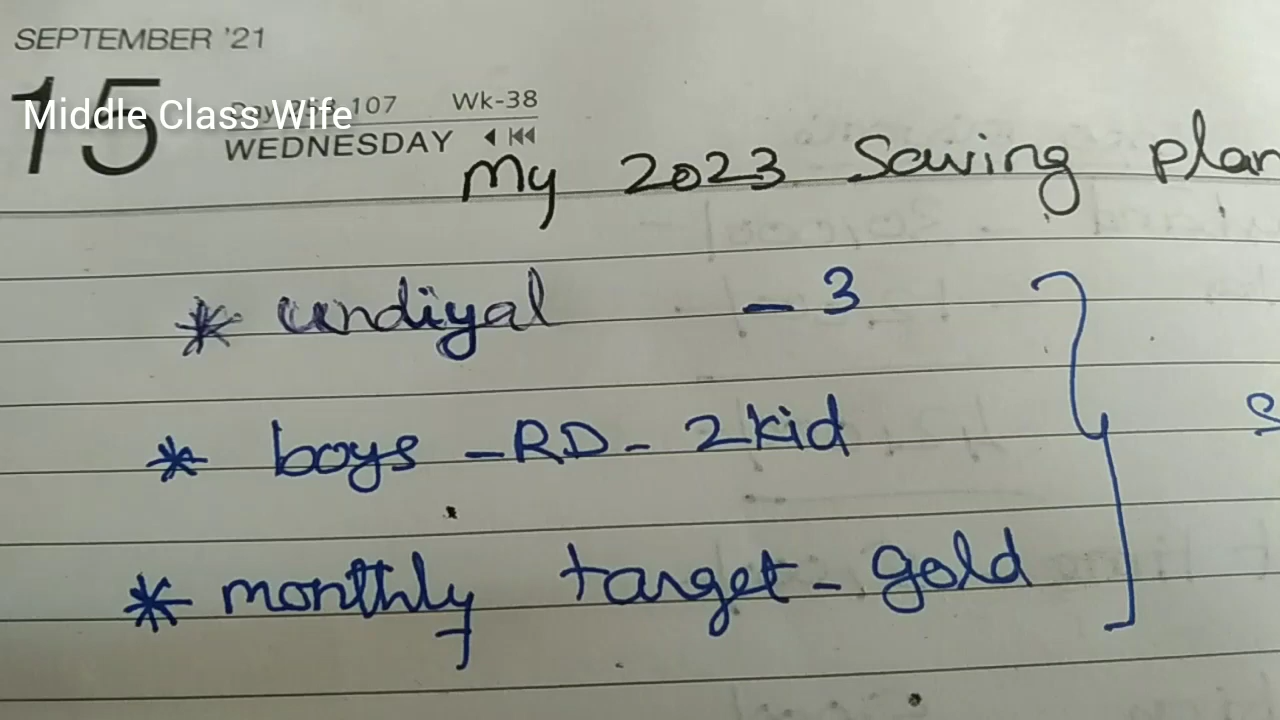 SEPTEMBER '21
15
Middle Class Wife
107 Wk-38
WEDNESDAY
My 2023 Saving plan
* undiyal - 3
* boys - RD - 2 kid
* monthly target - gold